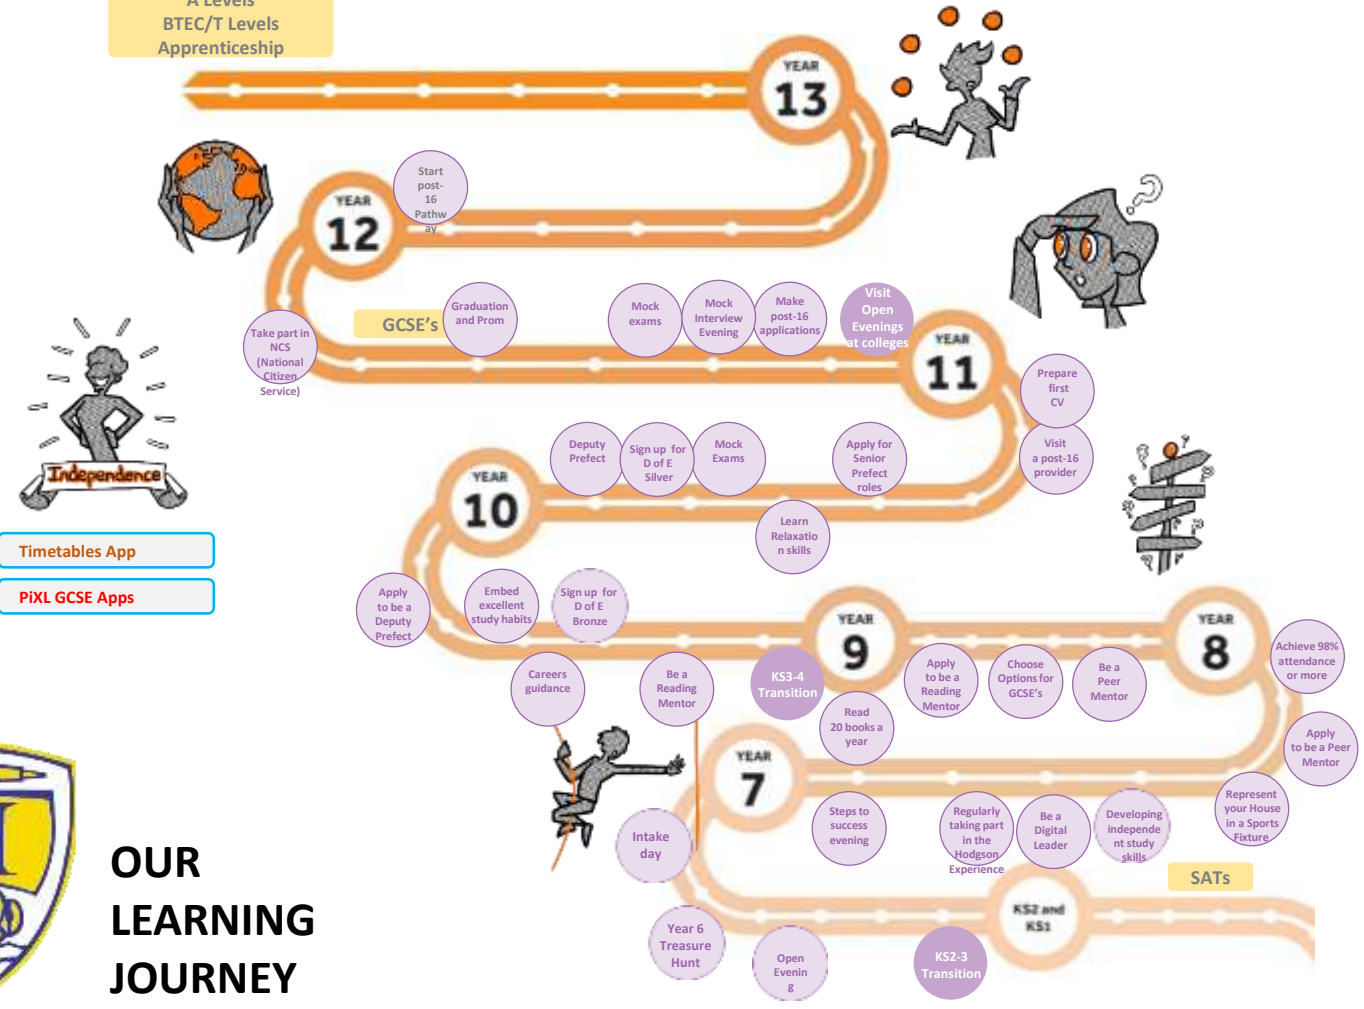 A Levels
BTEC/T Levels
Apprenticeship
YEAR
13
Start
post-
16
Pathw
ay
YEAR
12
Take part in
NCS
(National
Citizen
Service)
GCSE's
Graduation
and Prom
Mock
exams
Mock
Interview
Evening
Make
post-16
applications
Visit
Open
Evenings
at colleges
YEAR
11
Prepare
first
CV
Visit
a post-16
provider
Independence
Deputy
Prefect
Sign up for
D of E
Silver
Mock
Exams
Apply for
Senior
Prefect
roles
YEAR
10
Learn
Relaxatio
n skills
Timetables App
PiXL GCSE Apps
Apply
to be a
Deputy
Prefect
Embed
excellent
study habits
Sign up for
D of E
Bronze
YEAR
9
YEAR
8
Careers
guidance
Be a
Reading
Mentor
KS3-4
Transition
Apply
to be a
Reading
Mentor
Choose
Options for
GCSE's
Be a
Peer
Mentor
Achieve 98%
attendance
or more
Read
20 books a
year
Apply
to be a Peer
Mentor
YEAR
7
Steps to
success
evening
Regularly
taking part
in the
Hodgson
Experience
Be a
Digital
Leader
Developing
independe
nt study
skills
Represent
your House
in a Sports
Fixture
Intake
day
SATs
KS2 and
KS1
Year 6
Treasure
Hunt
Open
Evenin
g
KS2-3
Transition
OUR
LEARNING
JOURNEY